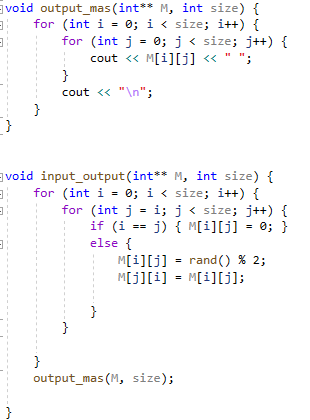 void output_mas(int** M, int size) {
    for (int i = 0; i < size; i++) {
        for (int j = 0; j < size; j++) {
            cout << M[i][j] << " ";
        }
        cout << "\n";
    }
}
void input_output(int** M, int size) {
    for (int i = 0; i < size; i++) {
        for (int j = i; j < size; j++) {
            if (i == j) { M[i][j] = 0; }
            else {
                M[i][j] = rand() % 2;
                M[j][i] = M[i][j];
            }
        }
    }
    output_mas(M, size);
}